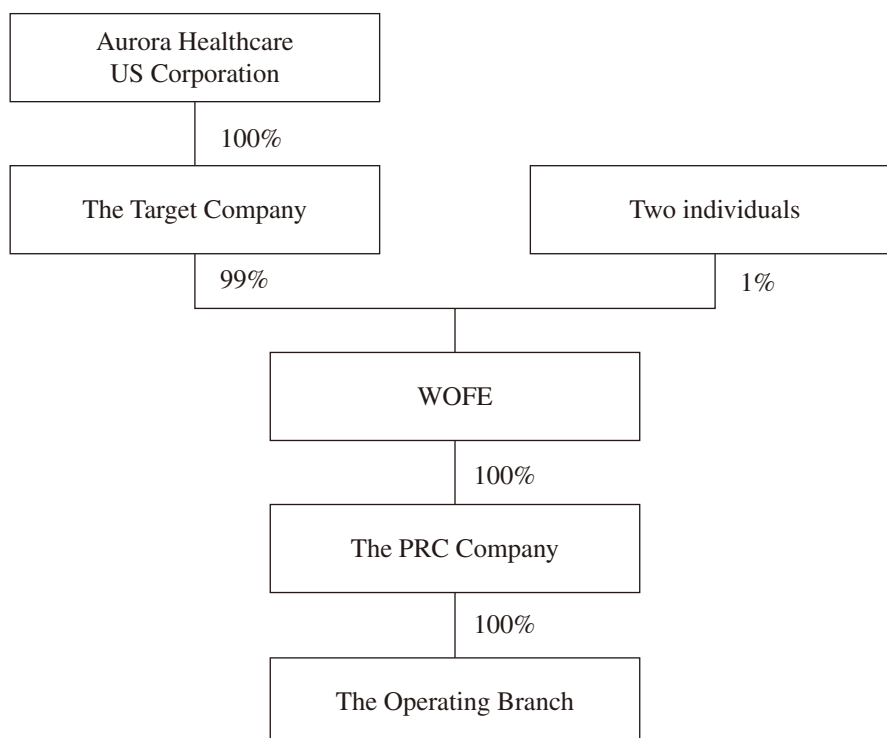 Aurora Healthcare
US Corporation
100%
The Target Company
Two individuals
99%
1%
WOFE
100%
The PRC Company
100%
The Operating Branch